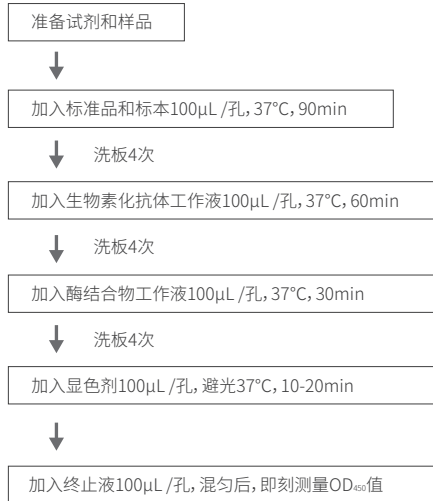 准备试剂和样品
加入标准品和标本100μL /孔，37°C，90min
洗板4次
加入生物素化抗体工作液100μL /孔，37°C，60min
洗板4次
加入酶结合物工作液100μL /孔，37°C，30min
洗板4次
加入显色剂100μL /孔，避光37°C，10-20min
加入终止液100μL /孔，混匀后，即刻测量OD₄₅₀值